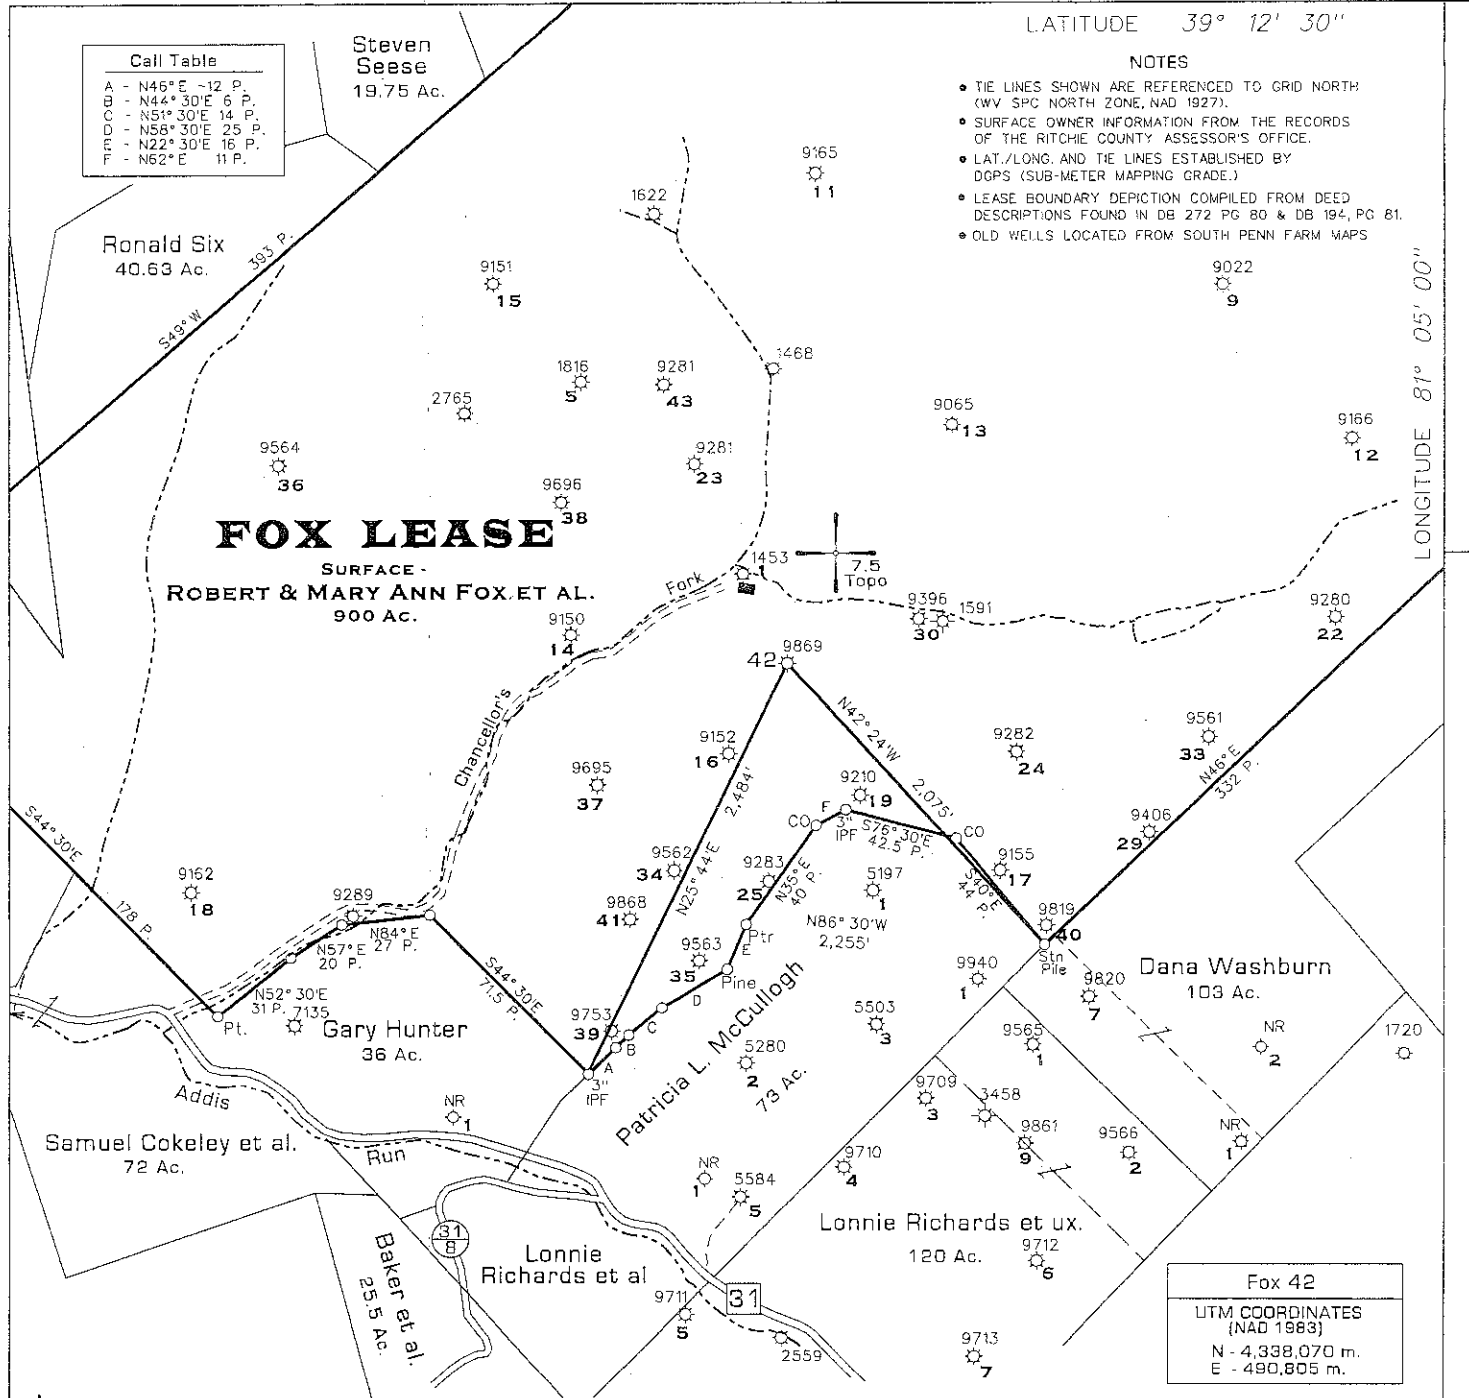 LATITUDE 39° 12' 30"
Call Table
A - N46°E -12 P.
B - N44°30'E 6 P.
C - N51°30'E 14 P.
D - N58°30'E 25 P.
E - N22°30'E 16 P.
F - N62°E 11 P.
Steven
Seese
19.75 Ac.
NOTES
• TIE LINES SHOWN ARE REFERENCED TO GRID NORTH
(WV SPC NORTH ZONE, NAD 1927).
• SURFACE OWNER INFORMATION FROM THE RECORDS
OF THE RITCHIE COUNTY ASSESSOR'S OFFICE.
• LAT./LONG. AND TIE LINES ESTABLISHED BY
DGPS (SUB-METER MAPPING GRADE.)
• LEASE BOUNDARY DEPICTION COMPILED FROM DEED
DESCRIPTIONS FOUND IN DB 272 PG 80 & DB 194, PG 81.
• OLD WELLS LOCATED FROM SOUTH PENN FARM MAPS
LONGITUDE 81° 05' 00"
9165
11
1622
Ronald Six
40.63 Ac.
S49°W 393 P.
9151
15
9022
9
1816
5
9281
43
1468
2765
9065
13
9166
12
9564
36
9281
23
9696
38
FOX LEASE
SURFACE -
ROBERT & MARY ANN FOX, ET AL.
900 Ac.
1453
1
7.5
Topo
Chancellor's Fork
9150
14
9396
30
1591
9280
22
42
9869
N42°24'W 2,075'
9152
16
9282
24
9561
33
N46°E
332 P.
9695
37
2,484'
N25°44'E
9210
19
F
3"
IPF
CO
S76°30'E
42.5 P.
CO
9406
29
S44°30'E 178 P.
9562
34
9283
25
N35°E
40 P.
5197
1
S40°E
44 P.
9155
17
9162
18
9289
9868
41
N86°30'W
2,255'
9819
40
Stn
Pile
N57°E
20 P.
N84°E
27 P.
9563
35
Ptr
E
Pine
D
S44°30'E
71.5 P.
9940
1
9820
7
Dana Washburn
103 Ac.
N52°30'E
31 P.
Pt.
7135
Gary Hunter
36 Ac.
9753
39
C
B
A
3"
IPF
5280
2
Patricia L. McCullogh
73 Ac.
5503
3
9565
1
NR
2
1720
Addis Run
NR
1
9709
3
3458
9861
9
9566
2
NR
1
Samuel Cokeley et al.
72 Ac.
NR
1
5584
5
9710
4
Lonnie Richards et ux.
120 Ac.
9712
6
31
8
Baker et al.
25.5 Ac.
Lonnie
Richards et al
9711
5
31
2559
9713
7
Fox 42
UTM COORDINATES
(NAD 1983)
N - 4,338,070 m.
E - 490,805 m.